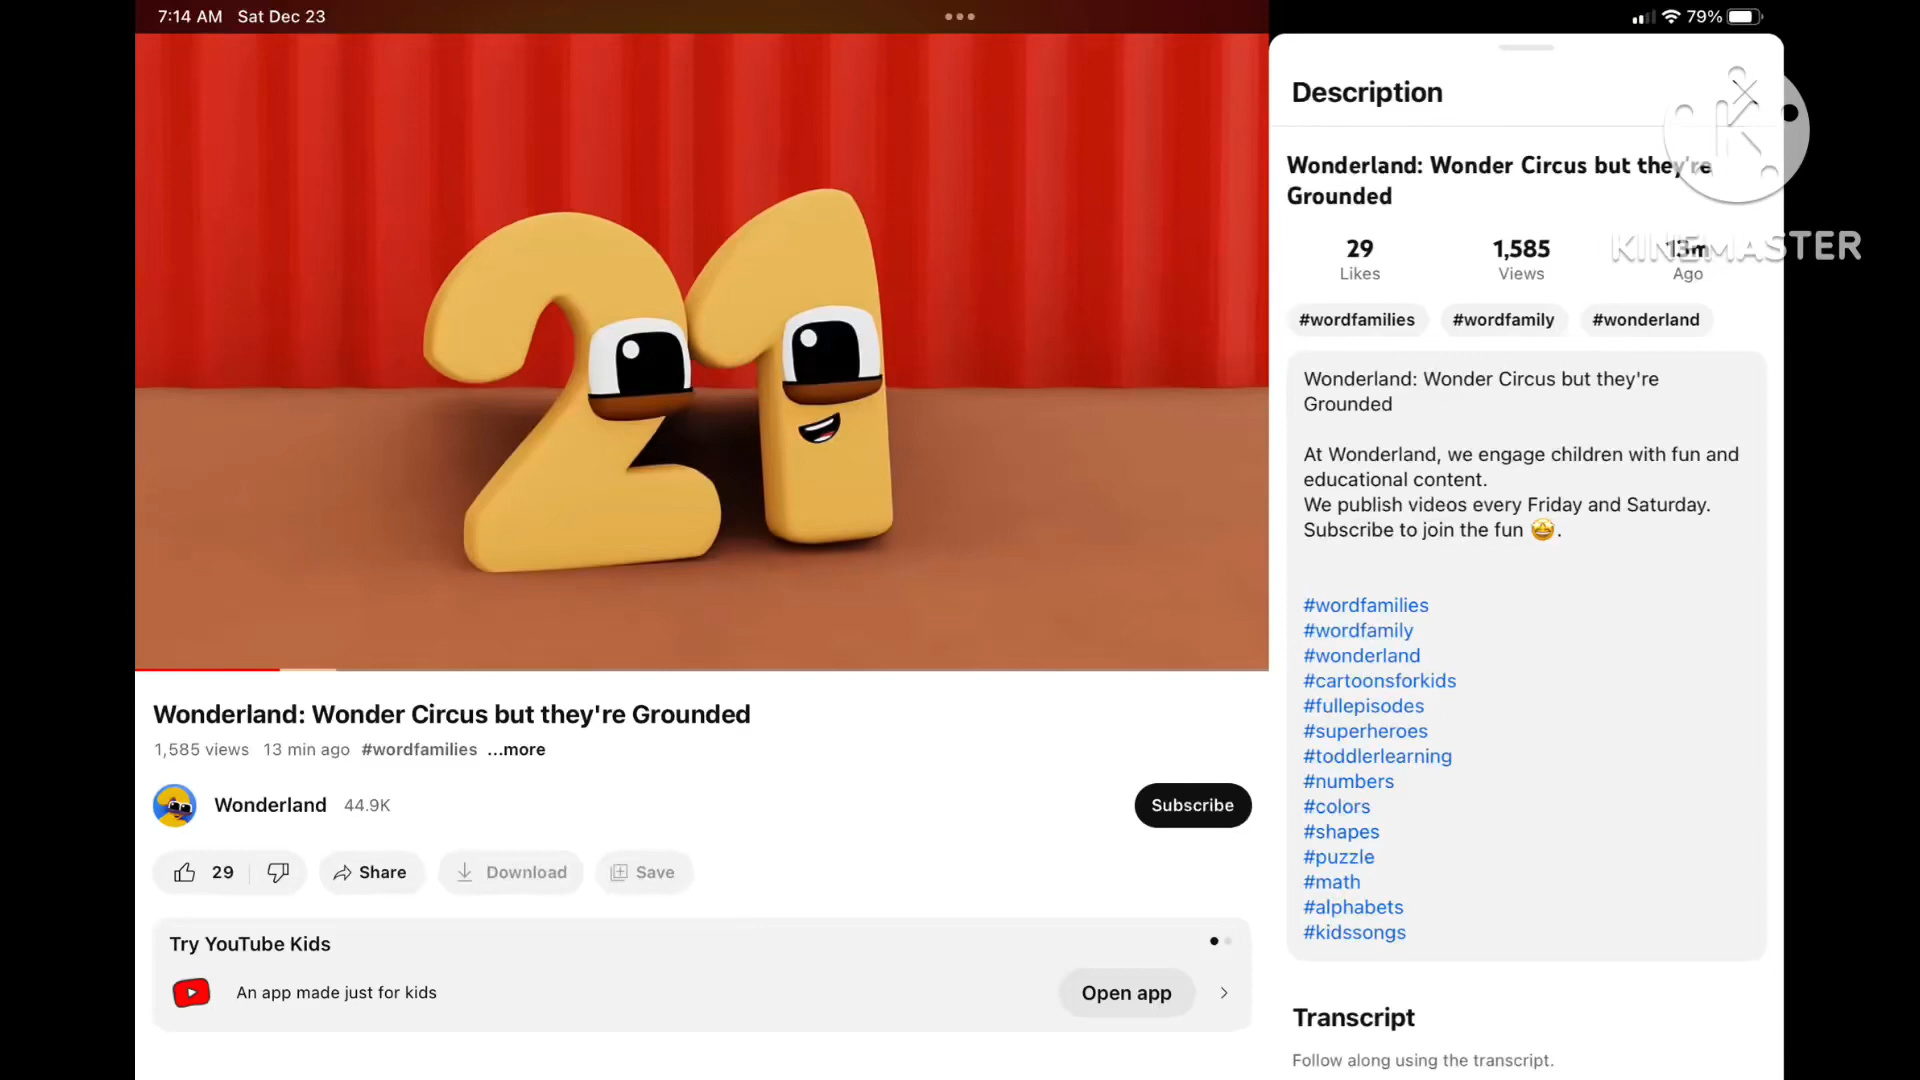 7:14 AM Sat Dec 23
79%
21
Description
Wonderland: Wonder Circus but they're
Grounded
29
Likes
1,585
Views
13m
Ago
KINEMASTER
#wordfamilies #wordfamily #wonderland
Wonderland: Wonder Circus but they're
Grounded
At Wonderland, we engage children with fun and
educational content.
We publish videos every Friday and Saturday.
Subscribe to join the fun 🤩.
#wordfamilies
#wordfamily
#wonderland
#cartoonsforkids
#fullepisodes
#superheroes
#toddlerlearning
#numbers
#colors
#shapes
#puzzle
#math
#alphabets
#kidssongs
Transcript
Follow along using the transcript.
Wonderland: Wonder Circus but they're Grounded
1,585 views 13 min ago #wordfamilies ...more
Wonderland 44.9K
Subscribe
29 Share Download Save
Try YouTube Kids
An app made just for kids
Open app